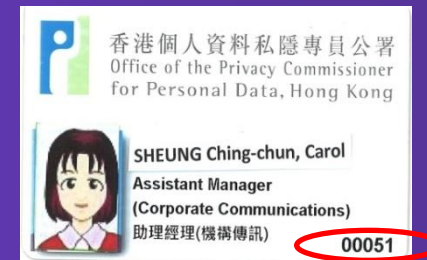 香港個人資料私隱專員公署
Office of the Privacy Commissioner
for Personal Data, Hong Kong
SHEUNG Ching-chun, Carol
Assistant Manager
(Corporate Communications)
助理經理(機構傳訊)
00051